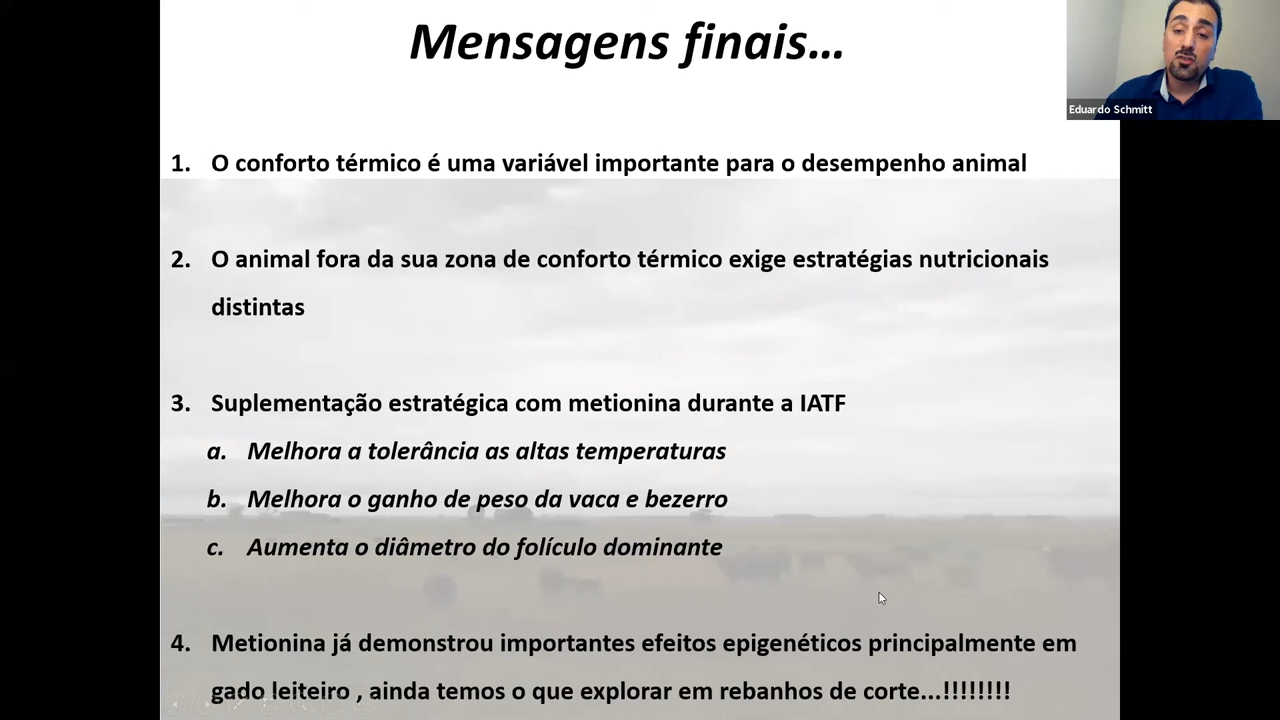 Mensagens finais...
Eduardo Schmitt
1. O conforto térmico é uma variável importante para o desempenho animal
2. O animal fora da sua zona de conforto térmico exige estratégias nutricionais
distintas
3. Suplementação estratégica com metionina durante a IATF
a. Melhora a tolerância as altas temperaturas
b. Melhora o ganho de peso da vaca e bezerro
c. Aumenta o diâmetro do folículo dominante
4. Metionina já demonstrou importantes efeitos epigenéticos principalmente em
gado leiteiro , ainda temos o que explorar em rebanhos de corte...!!!!!!!!